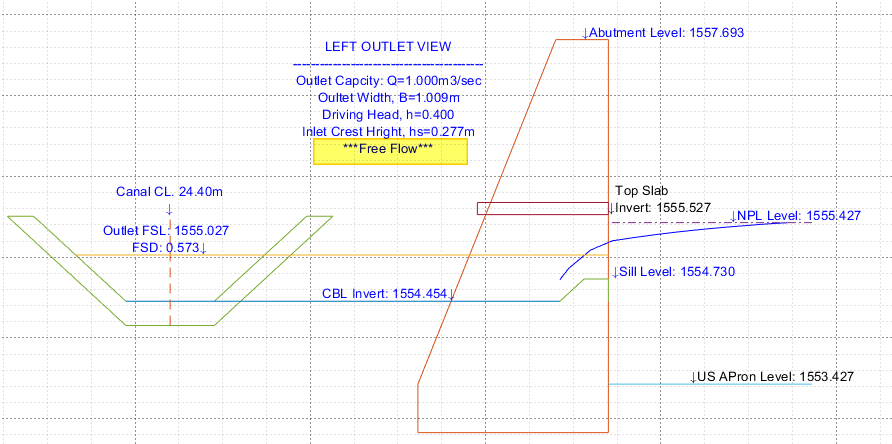 ↓Abutment Level: 1557.693
LEFT OUTLET VIEW
--------------------------------------------------
Outlet Capcity: Q=1.000m3/sec
Oultet Width, B=1.009m
Driving Head, h=0.400
Inlet Crest Hright, hs=0.277m
***Free Flow***
Canal CL. 24.40m
↓
Top Slab
↓Invert: 1555.527
↓NPL Level: 1555.427
Outlet FSL: 1555.027
FSD: 0.573↓
↓Sill Level: 1554.730
CBL Invert: 1554.454↓
↓US APron Level: 1553.427